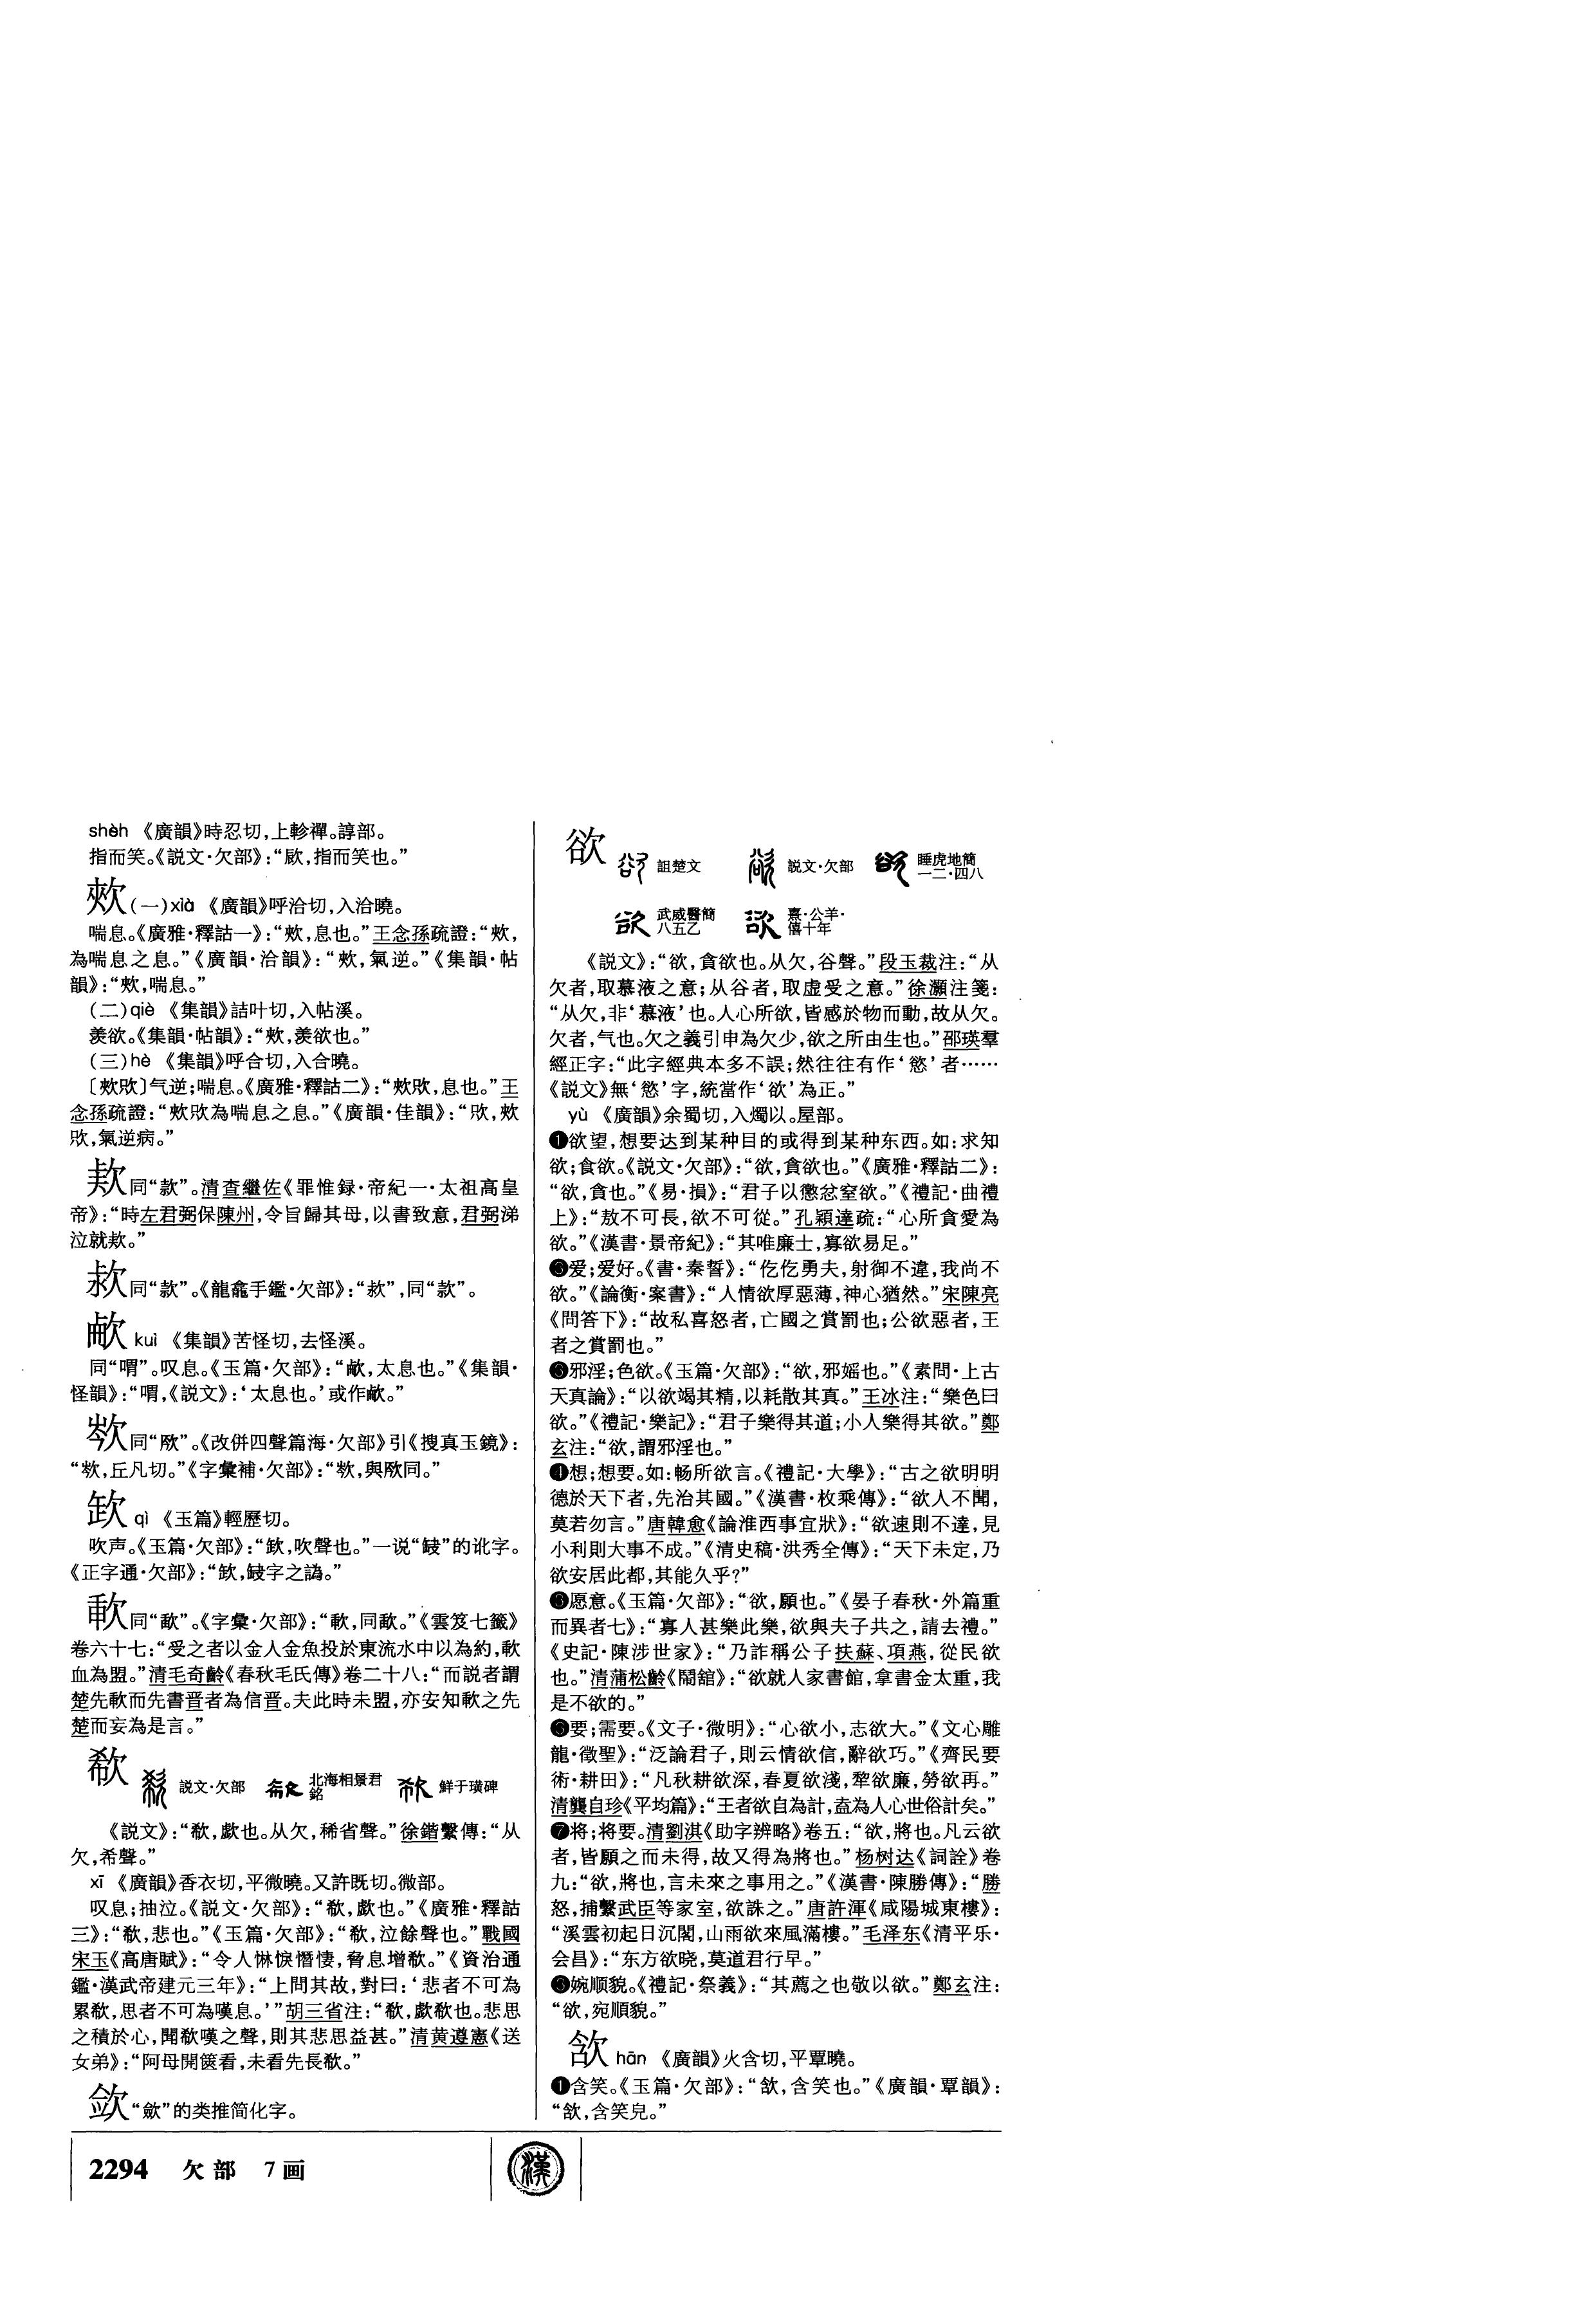 shèn 《廣韻》時忍切,上軫禪。諄部。
指而笑。《説文·欠部》:“㰮,指而笑也。”
㰰(一)xià 《廣韻》呼洽切,入洽曉。
喘息。《廣雅·釋詁一》:“㰰,息也。”王念孫疏證:“㰰,
為喘息之息。”《廣韻·洽韻》:“㰰,氣逆。”《集韻·帖
韻》:“㰰,喘息。”
(二)qiè 《集韻》詰叶切,入帖溪。
羨欲。《集韻·帖韻》:“㰰,羨欲也。”
(三)hè 《集韻》呼合切,入合曉。
〔㰰㰧〕气逆;喘息。《廣雅·釋詁二》:“㰰㰧,息也。”王
念孫疏證:“㰰㰧為喘息之息。”《廣韻·佳韻》:“㰧,㰰
㰧,氣逆病。”
同“款”。清查繼佐《罪惟録·帝紀一·太祖高皇
帝》:“時左君弼保陳州,令旨歸其母,以書致意,君弼涕
泣就欵。”
同“款”。《龍龕手鑑·欠部》:“”,同“款”。
kuì 《集韻》苦怪切,去怪溪。
同“喟”。叹息。《玉篇·欠部》:“,太息也。”《集韻·
怪韻》:“喟,《説文》:‘太息也。’或作。”
同“”。《改併四聲篇海·欠部》引《搜真玉鏡》:
“,丘凡切。”《字彙補·欠部》:“,與同。”
qì 《玉篇》輕歷切。
吹声。《玉篇·欠部》:“,吹聲也。”一说“”的讹字。
《正字通·欠部》:“,字之譌。”
同“歃”。《字彙·欠部》:“,同歃。”《雲笈七籤》
卷六十七:“受之者以金人金魚投於東流水中以為約,
血為盟。”清毛奇齡《春秋毛氏傳》卷二十八:“而説者謂
楚先而先書晋者為信晋。夫此時未盟,亦安知之先
楚而妄為是言。”
欷
説文·欠部 北海相景君銘 鮮于璜碑
《説文》:“欷,歔也。从欠,稀省聲。”徐鍇繫傳:“从
欠,希聲。”
xī 《廣韻》香衣切,平微曉。又許既切。微部。
叹息;抽泣。《説文·欠部》:“欷,歔也。”《廣雅·釋詁
三》:“欷,悲也。”《玉篇·欠部》:“欷,泣餘聲也。”戰國
宋玉《高唐賦》:“令人惏悷憯悽,脅息增欷。”《資治通
鑑·漢武帝建元三年》:“上問其故,對曰:‘悲者不可為
累欷,思者不可為嘆息。’”胡三省注:“欷,歔欷也。悲思
之積於心,聞欷嘆之聲,則其悲思益甚。”清黄遵憲《送
女弟》:“阿母開篋看,未看先長欷。”
“歛”的类推简化字。
欲
詛楚文 説文·欠部 睡虎地簡一二·四八
武威醫簡八五乙 熹·公羊·僖十年
《説文》:“欲,貪欲也。从欠,谷聲。”段玉裁注:“从
欠者,取慕液之意;从谷者,取虚受之意。”徐灝注箋:
“从欠,非‘慕液’也。人心所欲,皆感於物而動,故从欠。
欠者,气也。欠之義引申為欠少,欲之所由生也。”邵瑛羣
經正字:“此字經典本多不誤;然往往有作‘慾’者……
《説文》無‘慾’字,統當作‘欲’為正。”
yù 《廣韻》余蜀切,入燭以。屋部。
❶欲望,想要达到某种目的或得到某种东西。如:求知
欲;食欲。《説文·欠部》:“欲,貪欲也。”《廣雅·釋詁二》:
“欲,貪也。”《易·損》:“君子以懲忿窒欲。”《禮記·曲禮
上》:“敖不可長,欲不可從。”孔穎達疏:“心所貪愛為
欲。”《漢書·景帝紀》:“其唯廉士,寡欲易足。”
❷爱;爱好。《書·秦誓》:“仡仡勇夫,射御不違,我尚不
欲。”《論衡·案書》:“人情欲厚惡薄,神心猶然。”宋陳亮
《問答下》:“故私喜怒者,亡國之賞罰也;公欲惡者,王
者之賞罰也。”
❸邪淫;色欲。《玉篇·欠部》:“欲,邪媱也。”《素問·上古
天真論》:“以欲竭其精,以耗散其真。”王冰注:“樂色曰
欲。”《禮記·樂記》:“君子樂得其道;小人樂得其欲。”鄭
玄注:“欲,謂邪淫也。”
❹想;想要。如:畅所欲言。《禮記·大學》:“古之欲明明
德於天下者,先治其國。”《漢書·枚乘傳》:“欲人不聞,
莫若勿言。”唐韓愈《論淮西事宜狀》:“欲速則不達,見
小利則大事不成。”《清史稿·洪秀全傳》:“天下未定,乃
欲安居此都,其能久乎?”
❺愿意。《玉篇·欠部》:“欲,願也。”《晏子春秋·外篇重
而異者七》:“寡人甚樂此樂,欲與夫子共之,請去禮。”
《史記·陳涉世家》:“乃詐稱公子扶蘇、項燕,從民欲
也。”清蒲松齡《鬧舘》:“欲就人家書館,拿書金太重,我
是不欲的。”
❻要;需要。《文子·微明》:“心欲小,志欲大。”《文心雕
龍·徵聖》:“泛論君子,則云情欲信,辭欲巧。”《齊民要
術·耕田》:“凡秋耕欲深,春夏欲淺,犂欲廉,勞欲再。”
清龔自珍《平均篇》:“王者欲自為計,盍為人心世俗計矣。”
❼将;将要。清劉淇《助字辨略》卷五:“欲,將也。凡云欲
者,皆願之而未得,故又得為將也。”杨树达《詞詮》卷
九:“欲,將也,言未來之事用之。”《漢書·陳勝傳》:“勝
怒,捕繫武臣等家室,欲誅之。”唐許渾《咸陽城東樓》:
“溪雲初起日沉閣,山雨欲來風滿樓。”毛泽东《清平乐·
会昌》:“东方欲晓,莫道君行早。”
❽婉顺貌。《禮記·祭義》:“其薦之也敬以欲。”鄭玄注:
“欲,宛順貌。”
欱 hān 《廣韻》火含切,平覃曉。
❶含笑。《玉篇·欠部》:“,含笑也。”《廣韻·覃韻》:
“,含笑皃。”
2294 欠部 7画
漢